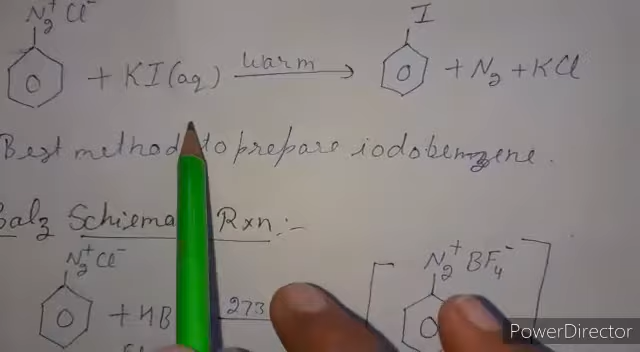 N₂⁺Cl⁻ I
+ KI(aq) warm → + N₂ + KCl
Best method to prepare iodobenzene.
Balz Schiema Rxn:-
N₂⁺Cl⁻ N₂⁺BF₄⁻
+ HB 273
PowerDirector